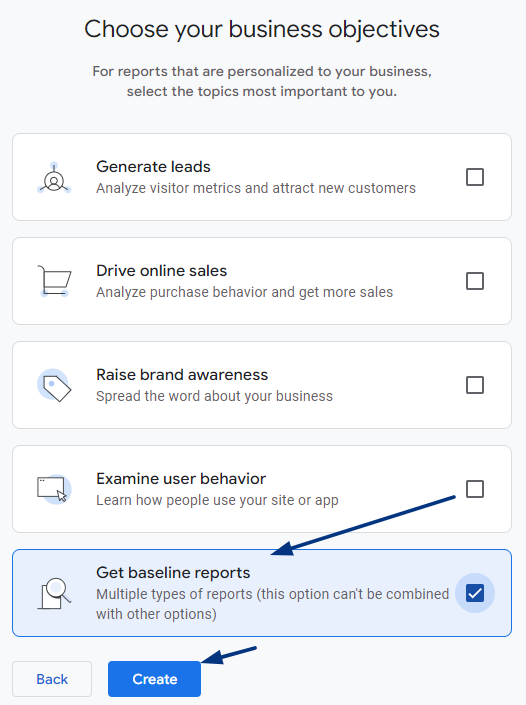 Choose your business objectives
For reports that are personalized to your business,
select the topics most important to you.
Generate leads
Analyze visitor metrics and attract new customers
Drive online sales
Analyze purchase behavior and get more sales
Raise brand awareness
Spread the word about your business
Examine user behavior
Learn how people use your site or app
Get baseline reports
Multiple types of reports (this option can't be combined
with other options)
Back
Create